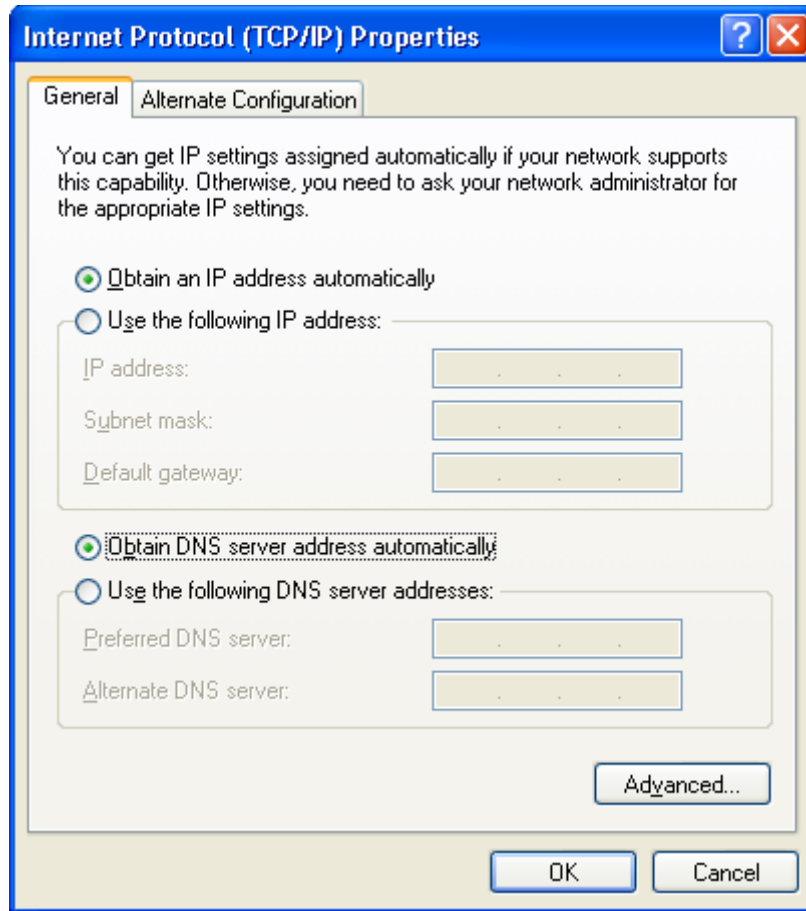 Internet Protocol (TCP/IP) Properties
General Alternate Configuration
You can get IP settings assigned automatically if your network supports
this capability. Otherwise, you need to ask your network administrator for
the appropriate IP settings.
Obtain an IP address automatically
Use the following IP address:
IP address:
Subnet mask:
Default gateway:
Obtain DNS server address automatically
Use the following DNS server addresses:
Preferred DNS server:
Alternate DNS server:
Advanced...
OK Cancel